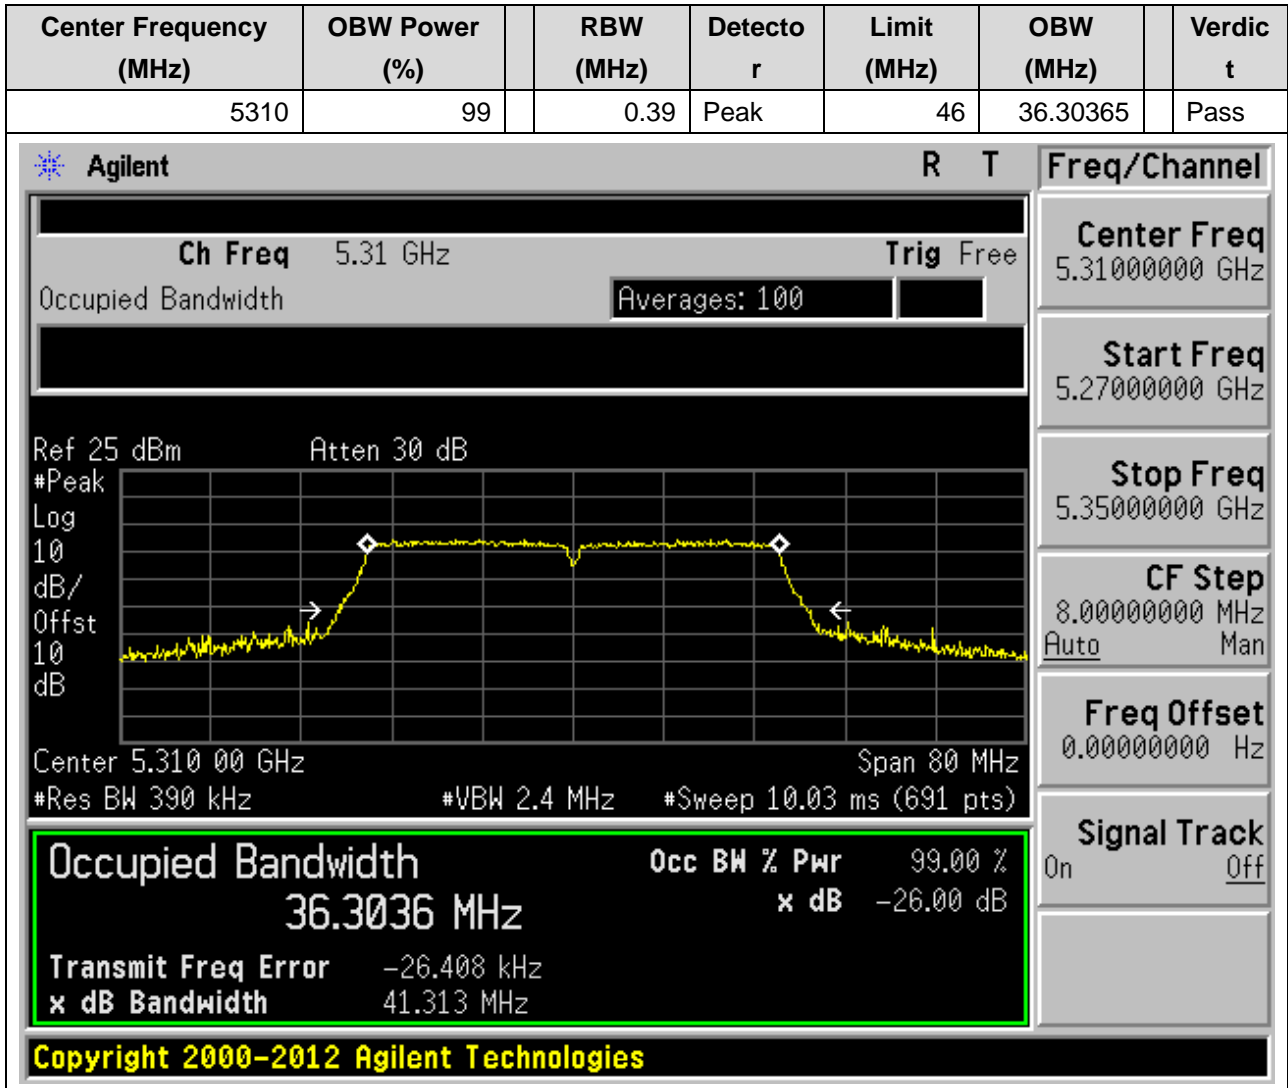 Center Frequency OBW Power RBW Detecto Limit OBW Verdic
(MHz) (%) (MHz) r (MHz) (MHz) t
5310 99 0.39 Peak 46 36.30365 Pass
Agilent R T
Freq/Channel
Ch Freq 5.31 GHz Trig Free
Occupied Bandwidth Averages: 100
Center Freq
5.31000000 GHz
Start Freq
5.27000000 GHz
Stop Freq
5.35000000 GHz
CF Step
8.00000000 MHz
Auto Man
Freq Offset
0.00000000 Hz
Signal Track
On Off
Ref 25 dBm Atten 30 dB
#Peak
Log
10
dB/
Offst
10
dB
Center 5.310 00 GHz Span 80 MHz
#Res BW 390 kHz #VBW 2.4 MHz #Sweep 10.03 ms (691 pts)
Occupied Bandwidth Occ BW % Pwr 99.00 %
36.3036 MHz x dB -26.00 dB
Transmit Freq Error -26.408 kHz
x dB Bandwidth 41.313 MHz
Copyright 2000-2012 Agilent Technologies